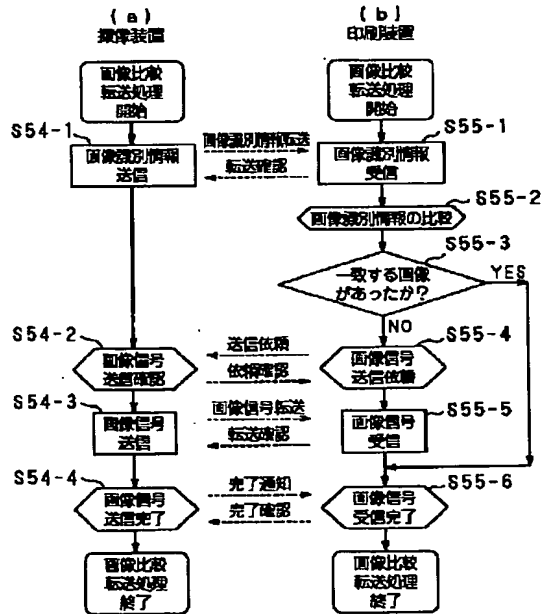 (a)
撮像装置
(b)
印刷装置
画像比較
転送処理
開始
画像比較
転送処理
開始
S54-1
画像識別情報
送信
画像識別情報転送
転送確認
S55-1
画像識別情報
受信
S55-2
画像識別情報の比較
S55-3
一致する画像
があったか?
YES
NO
S54-2
画像信号
送信確認
送信依頼
依頼確認
S55-4
画像信号
送信依頼
S54-3
画像信号
送信
画像信号転送
転送確認
S55-5
画像信号
受信
S54-4
画像信号
送信完了
完了通知
完了確認
S55-6
画像信号
受信完了
画像比較
転送処理
終了
画像比較
転送処理
終了